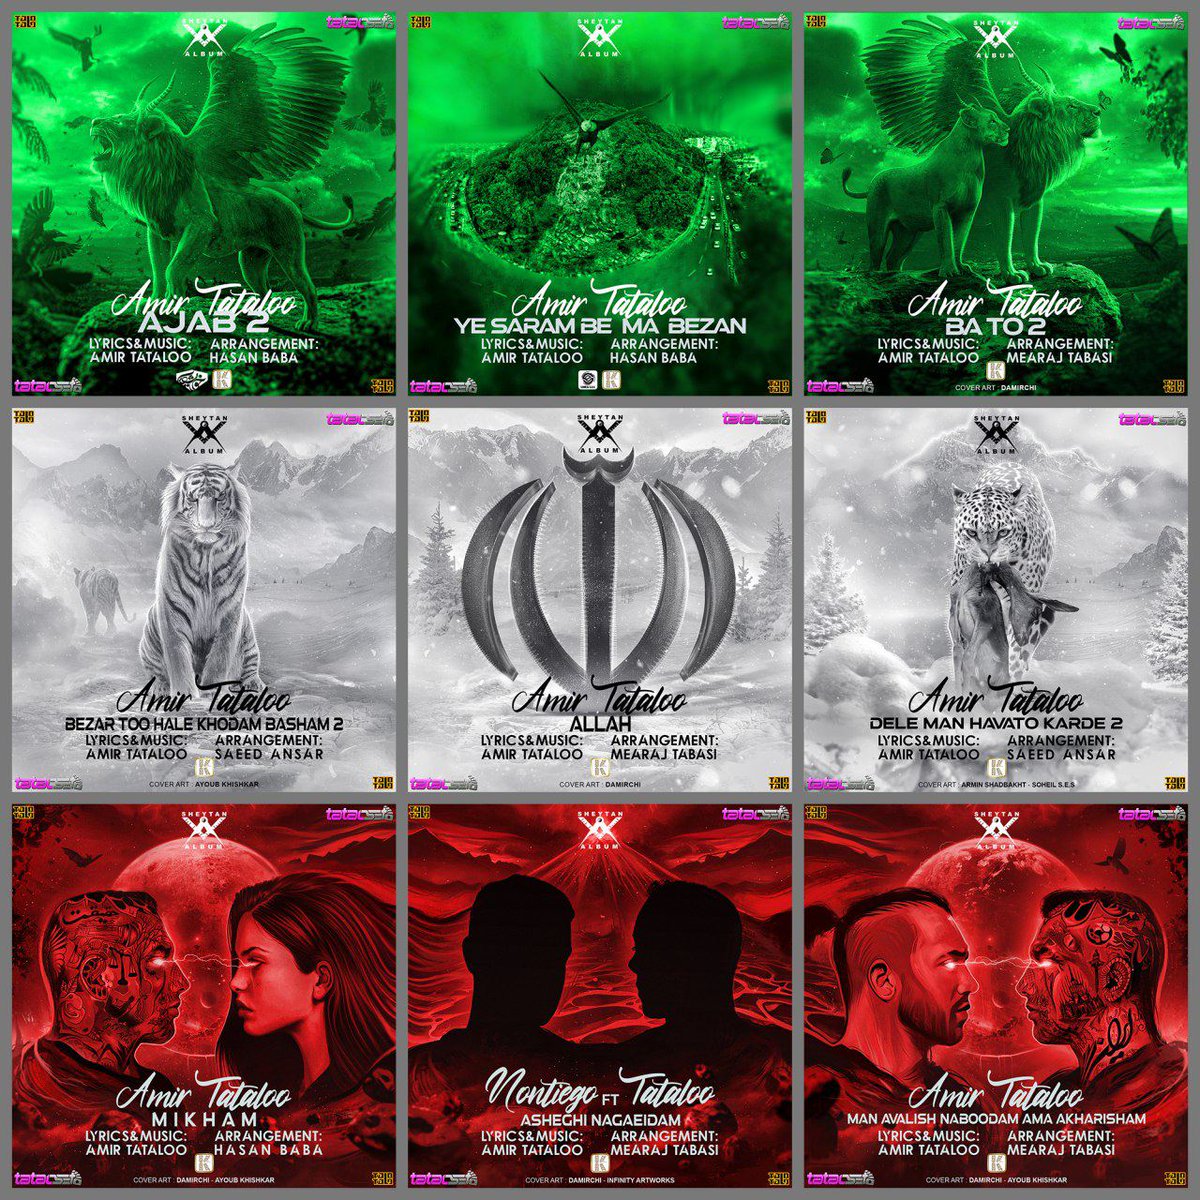 SHEYTAN
ALBUM
Amir Tataloo
AJAB 2
LYRICS&MUSIC: ARRANGEMENT:
AMIR TATALOO HASAN BABA
SHEYTAN
ALBUM
Amir Tataloo
YE SARAM BE MA BEZAN
LYRICS&MUSIC: ARRANGEMENT:
AMIR TATALOO HASAN BABA
SHEYTAN
ALBUM
Amir Tataloo
BA TO 2
LYRICS&MUSIC: ARRANGEMENT:
AMIR TATALOO MEARAJ TABASI
K
COVER ART : DAMIRCHI
SHEYTAN
ALBUM
Amir Tataloo
BEZAR TOO HALE KHODAM BASHAM 2
LYRICS&MUSIC: ARRANGEMENT:
AMIR TATALOO SAEED ANSAR
K
COVER ART : AYOUB KHISHKAR
Amir Tataloo
ALLAH
LYRICS&MUSIC: ARRANGEMENT:
AMIR TATALOO MEARAJ TABASI
K
COVER ART : DAMIRCHI
SHEYTAN
ALBUM
Amir Tataloo
DELE MAN HAVATO KARDE 2
LYRICS&MUSIC: ARRANGEMENT:
AMIR TATALOO SAEED ANSAR
K
COVER ART : ARMIN SHADBAKHT - SOHEIL S.E.S
SHEYTAN
ALBUM
Amir Tataloo
MIKHAM
LYRICS&MUSIC: ARRANGEMENT:
AMIR TATALOO HASAN BABA
K
COVER ART : DAMIRCHI - AYOUB KHISHKAR
SHEYTAN
ALBUM
Nontiego FT Tataloo
ASHEGHI NAGAEIDAM
LYRICS&MUSIC: ARRANGEMENT:
AMIR TATALOO MEARAJ TABASI
K
COVER ART : DAMIRCHI - INFINITY ARTWORKS
SHEYTAN
ALBUM
Amir Tataloo
MAN AVALISH NABOODAM AMA AKHARISHAM
LYRICS&MUSIC: ARRANGEMENT:
AMIR TATALOO MEARAJ TABASI
K
COVER ART : DAMIRCHI - AYOUB KHISHKAR